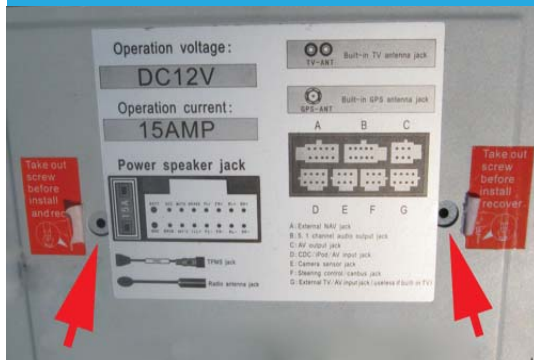 Operation voltage:
DC12V
Operation current:
15AMP
Power speaker jack
15A
TPMS jack
Radio antenna jack
TV-ANT
Built-in TV antenna jack
GPS-ANT
Built-in GPS antenna jack
A B C
D E F G
A: External NAV jack
B: 5. 1 channel audio output jack
C: AV output jack
D: CDC/iPod/AV input jack
E: Camera sensor jack
F: Steering control/canbus jack
G: External TV/AV input jack(useless if built-in TV)
Take out
screw
before
install
and rec
Take out
screw
before
install
recover